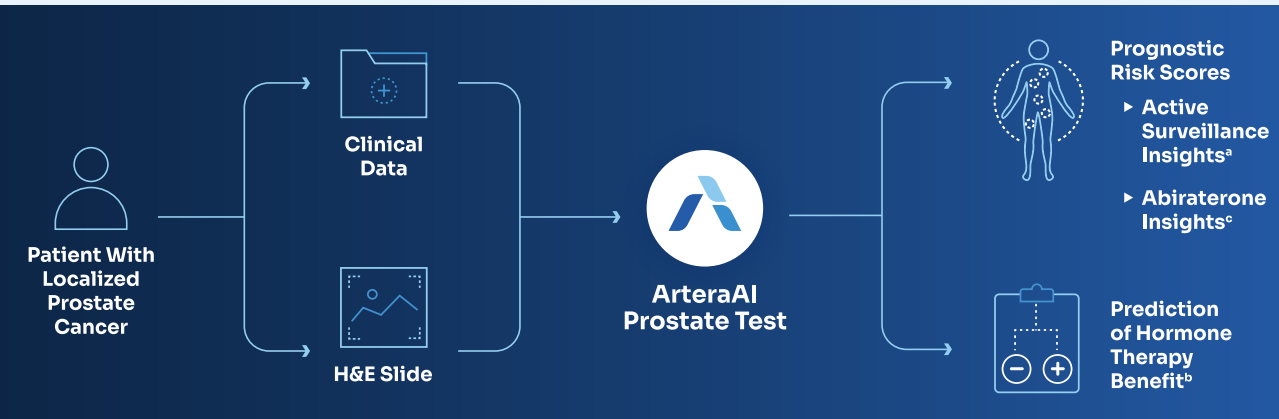 Patient With
Localized
Prostate
Cancer
Clinical
Data
H&E Slide
ArteraAI
Prostate Test
Prognostic
Risk Scores
▸ Active
Surveillance
Insightsᵃ
▸ Abiraterone
Insightsᶜ
Prediction
of Hormone
Therapy
Benefitᵇ